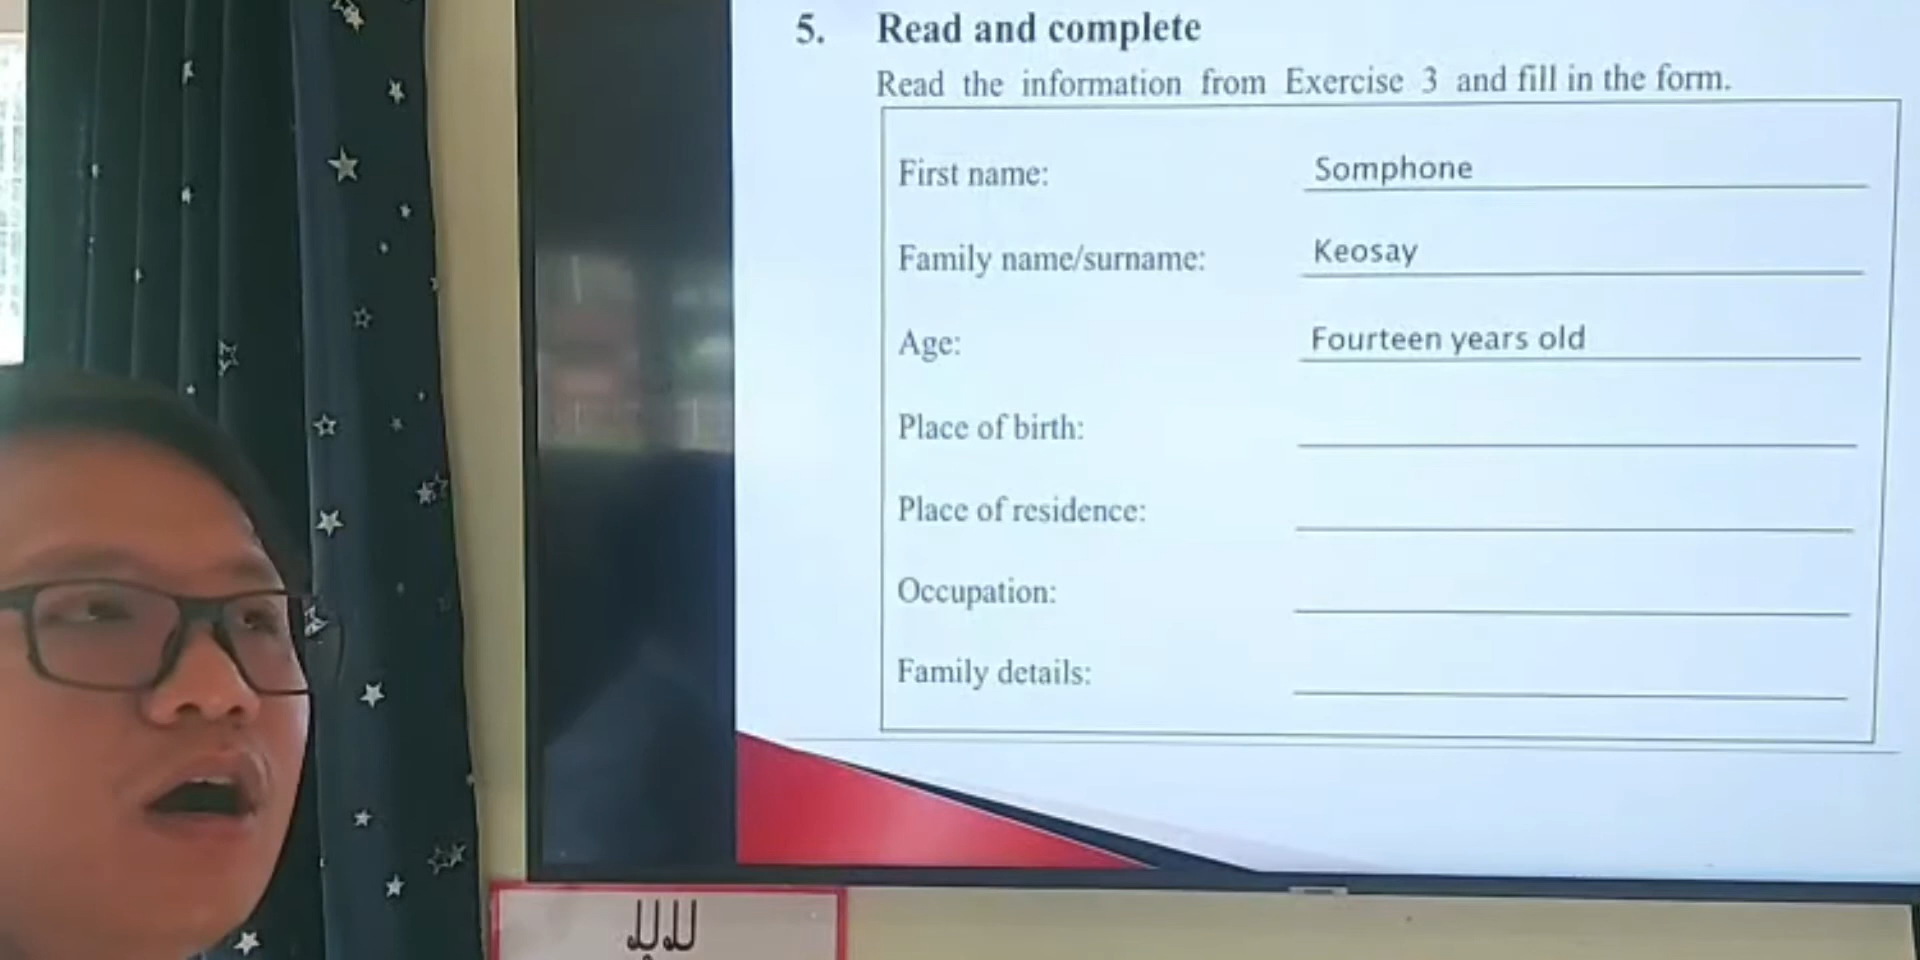 5. Read and complete
Read the information from Exercise 3 and fill in the form.
First name: Somphone
Family name/surname: Keosay
Age: Fourteen years old
Place of birth:
Place of residence:
Occupation:
Family details: